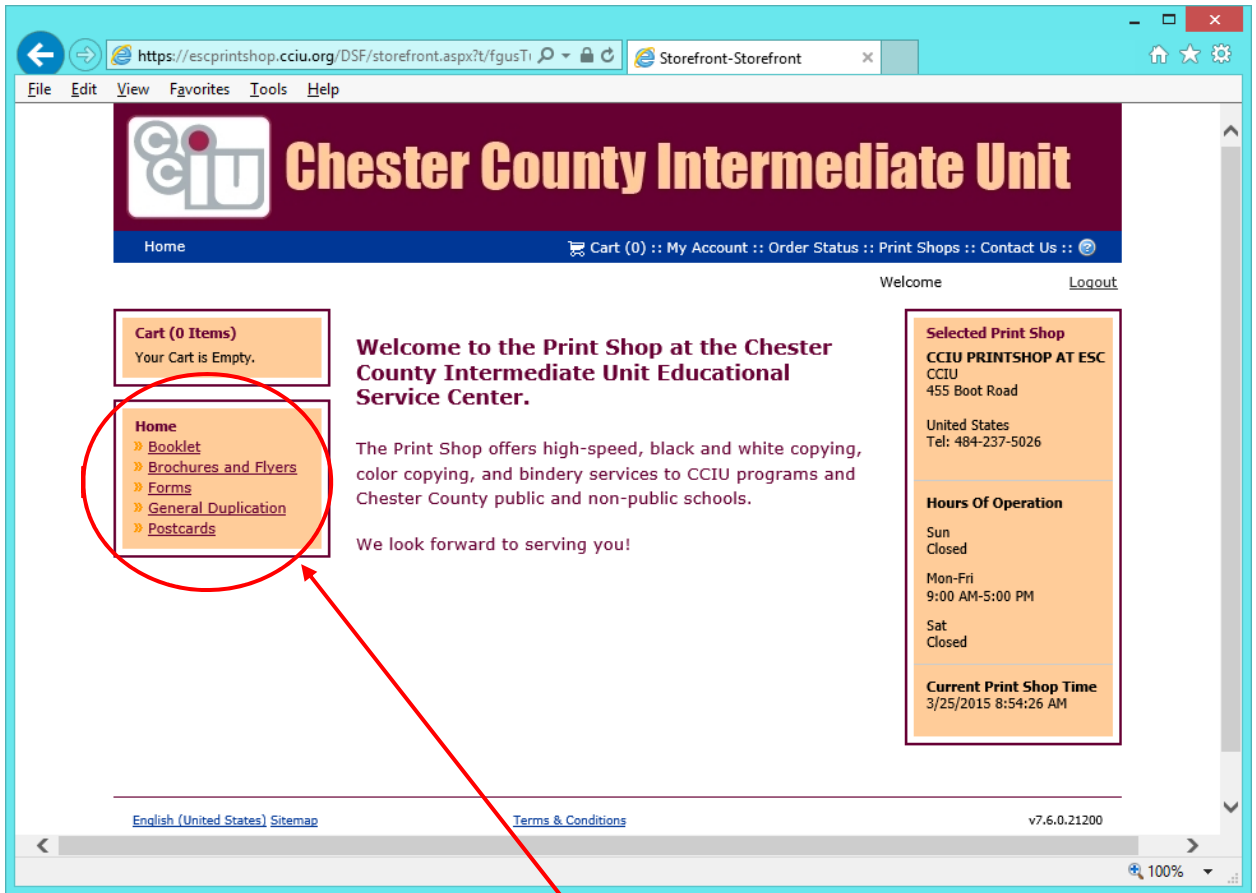 https://escprintshop.cciu.org/DSF/storefront.aspx?t/fgusT
Storefront-Storefront
File Edit View Favorites Tools Help
cciu
Chester County Intermediate Unit
Home
Cart (0) :: My Account :: Order Status :: Print Shops :: Contact Us :: ?
Welcome
Logout
Cart (0 Items)
Your Cart is Empty.
Home
» Booklet
» Brochures and Flyers
» Forms
» General Duplication
» Postcards
Welcome to the Print Shop at the Chester
County Intermediate Unit Educational
Service Center.
The Print Shop offers high-speed, black and white copying,
color copying, and bindery services to CCIU programs and
Chester County public and non-public schools.
We look forward to serving you!
Selected Print Shop
CCIU PRINTSHOP AT ESC
CCIU
455 Boot Road
United States
Tel: 484-237-5026
Hours Of Operation
Sun
Closed
Mon-Fri
9:00 AM-5:00 PM
Sat
Closed
Current Print Shop Time
3/25/2015 8:54:26 AM
English (United States) Sitemap
Terms & Conditions
v7.6.0.21200
100%